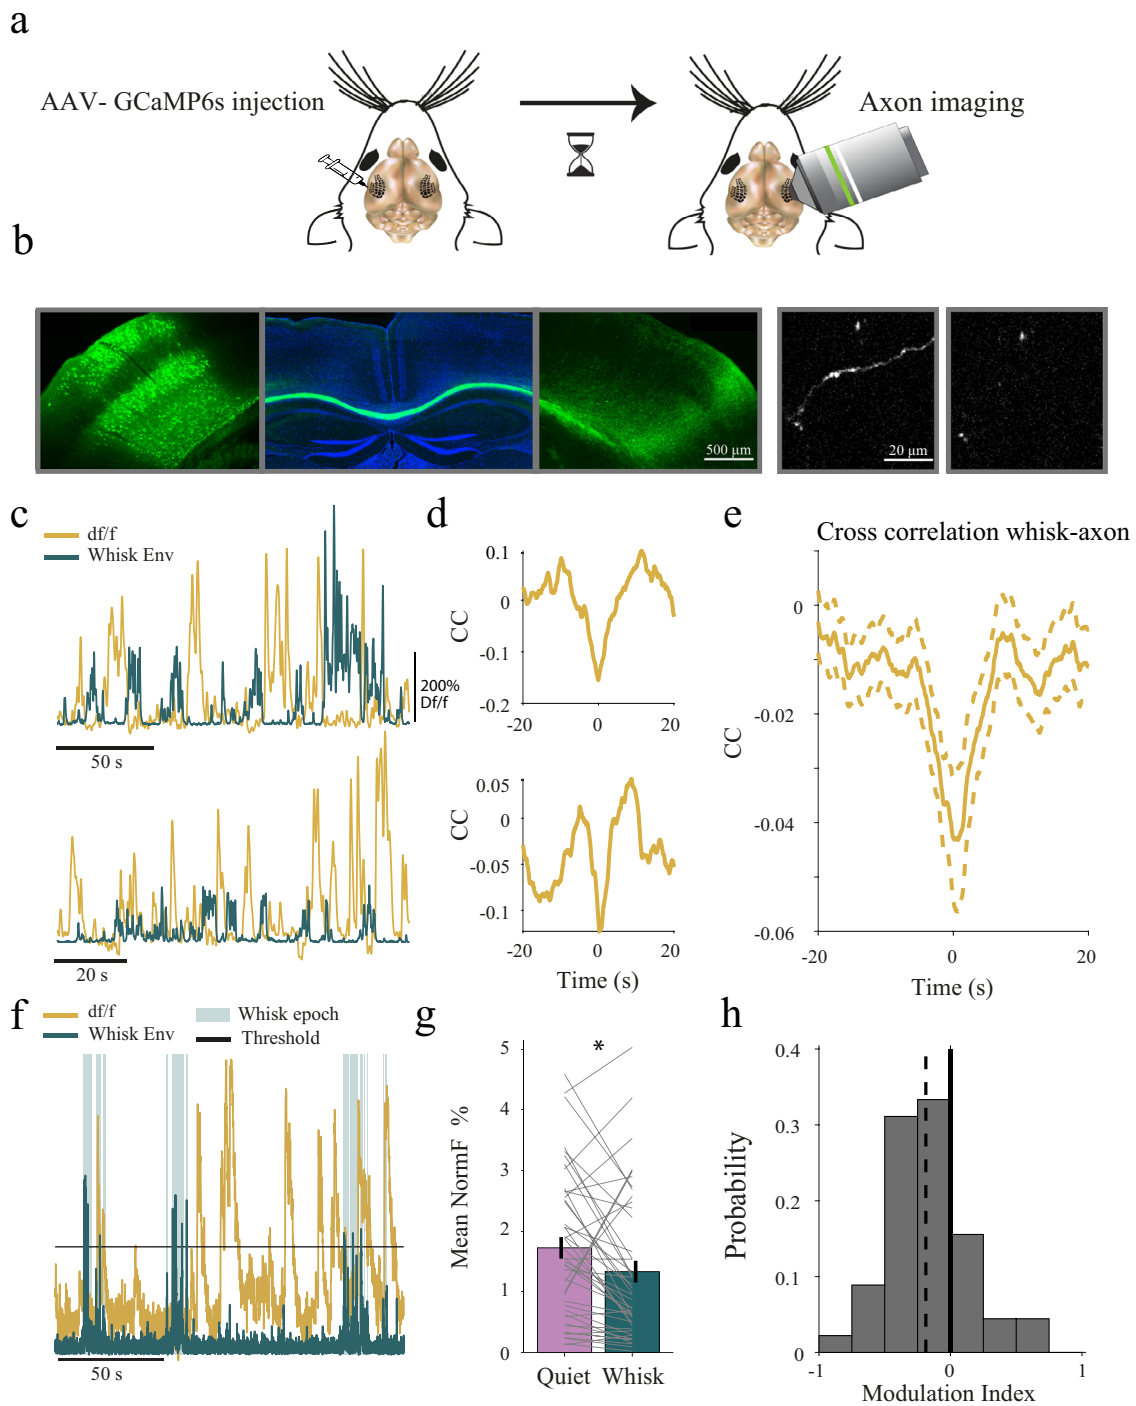 a
AAV- GCaMP6s injection
Axon imaging
b
500 µm
20 µm
c
df/f
Whisk Env
200%
Df/f
50 s
20 s
d
0.1
0
-0.1
-0.2
CC
-20
0
20
0.05
0
-0.05
-0.1
CC
-20
0
20
Time (s)
e
Cross correlation whisk-axon
0
-0.02
-0.04
-0.06
CC
-20
0
20
Time (s)
f
df/f
Whisk Env
Whisk epoch
Threshold
50 s
g
*
5
4
3
2
1
0
Mean NormF %
Quiet
Whisk
h
0.4
0.3
0.2
0.1
0
Probability
-1
0
1
Modulation Index